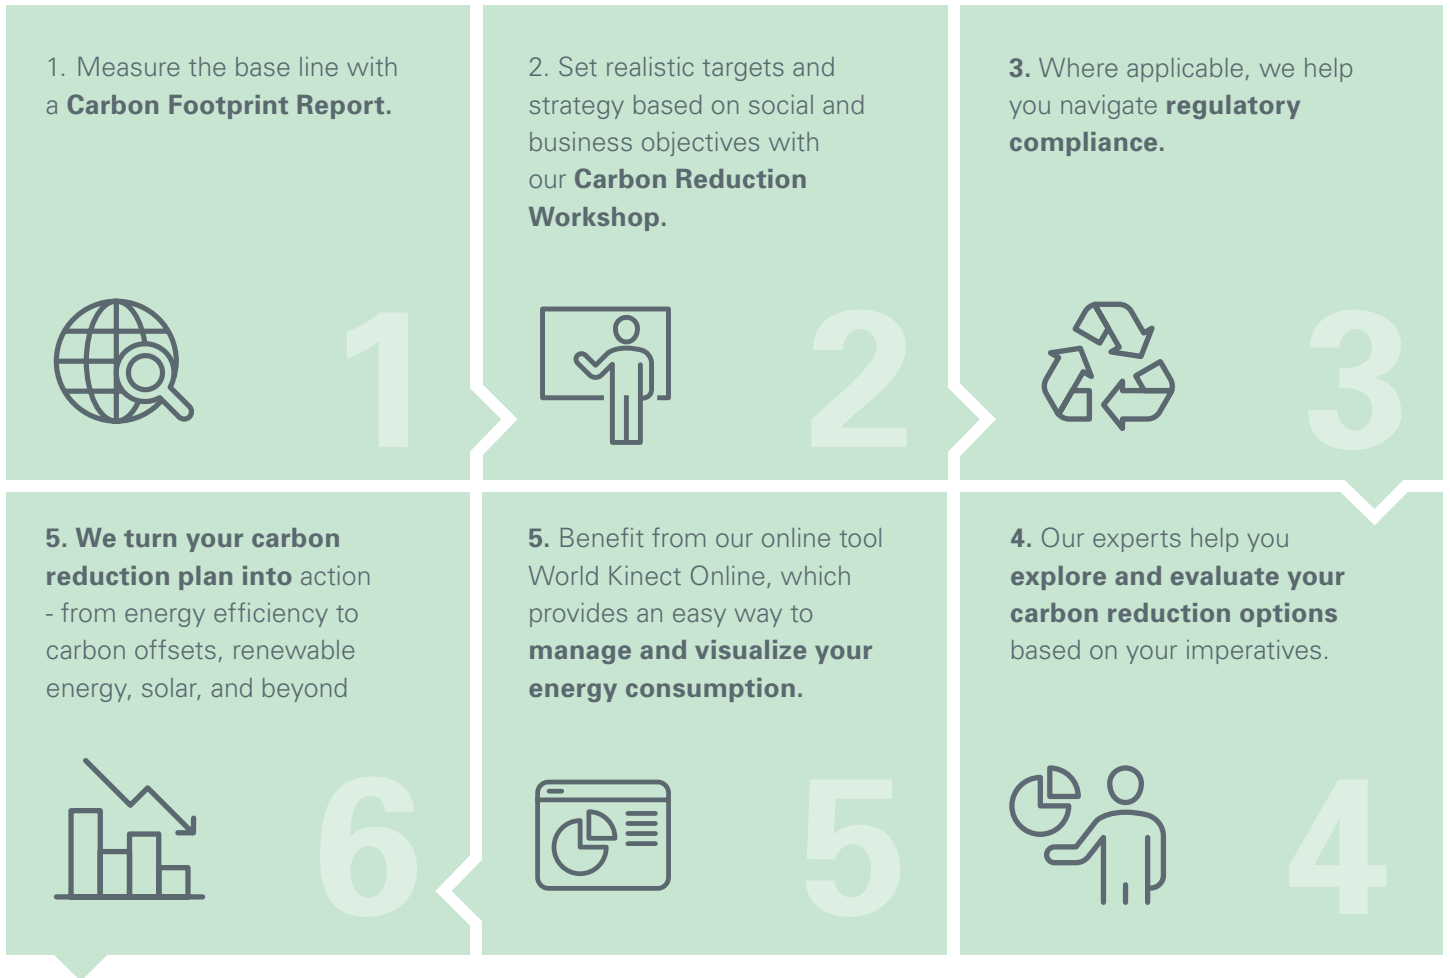 1. Measure the base line with
a Carbon Footprint Report.
1
2. Set realistic targets and
strategy based on social and
business objectives with
our Carbon Reduction
Workshop.
2
3. Where applicable, we help
you navigate regulatory
compliance.
3
4. Our experts help you
explore and evaluate your
carbon reduction options
based on your imperatives.
4
5. Benefit from our online tool
World Kinect Online, which
provides an easy way to
manage and visualize your
energy consumption.
5
5. We turn your carbon
reduction plan into action
- from energy efficiency to
carbon offsets, renewable
energy, solar, and beyond
6